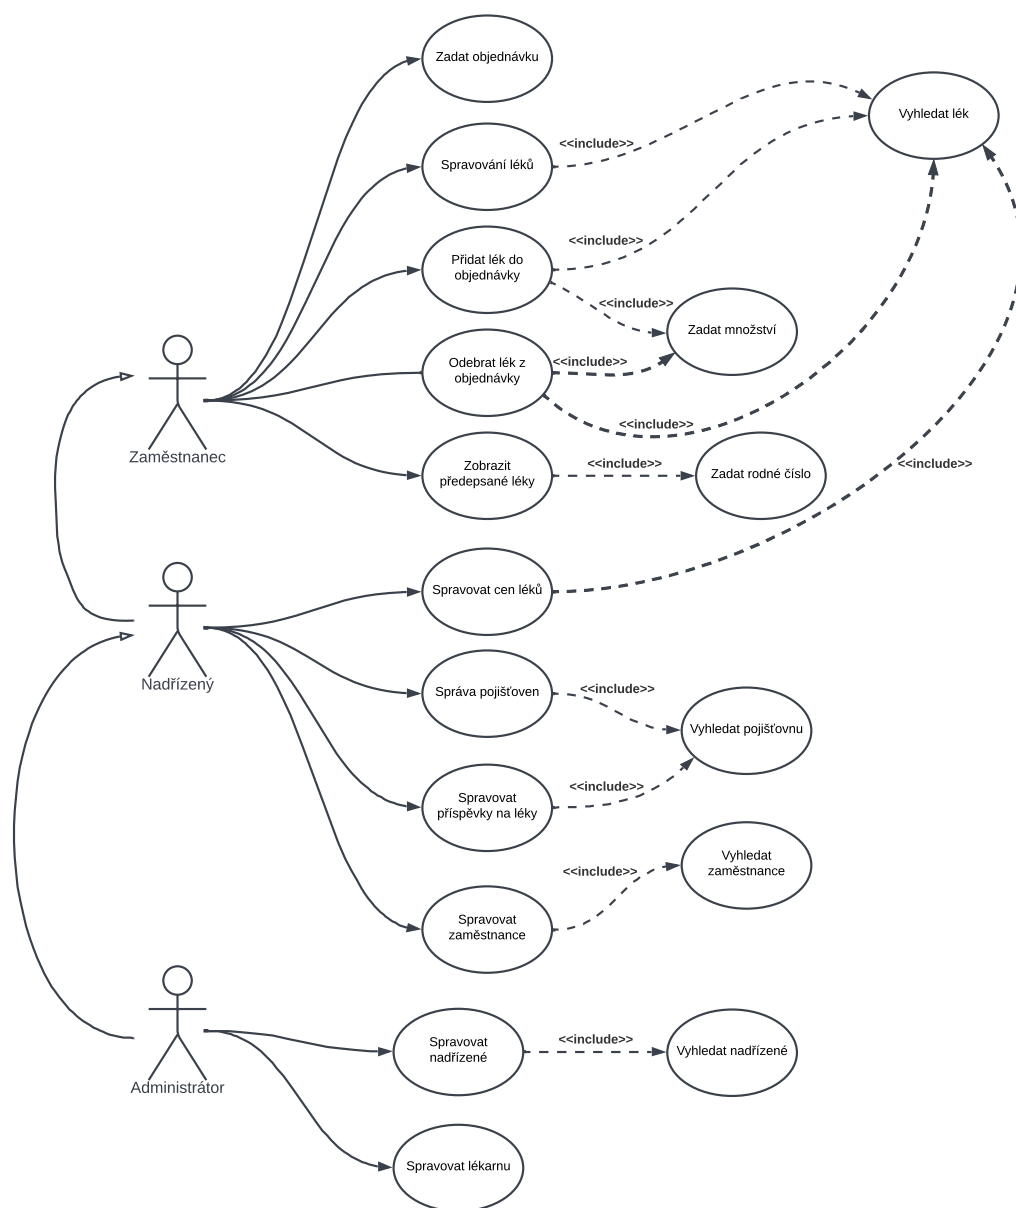 Zadat objednávku
Vyhledat lék
<<include>>
Spravování léků
<<include>>
Přidat lék do
objednávky
<<include>>
Zadat množství
Odebrat lék z
objednávky
<<include>>
<<include>>
Zaměstnanec
Zobrazit
předepsané léky
<<include>>
Zadat rodné číslo
<<include>>
Spravovat cen léků
Nadřízený
Správa pojišťoven
<<include>>
Vyhledat pojišťovnu
Spravovat
příspěvky na léky
<<include>>
Vyhledat
zaměstnance
<<include>>
Spravovat
zaměstnance
Administrátor
Spravovat
nadřízené
<<include>>
Vyhledat nadřízené
Spravovat lékarnu